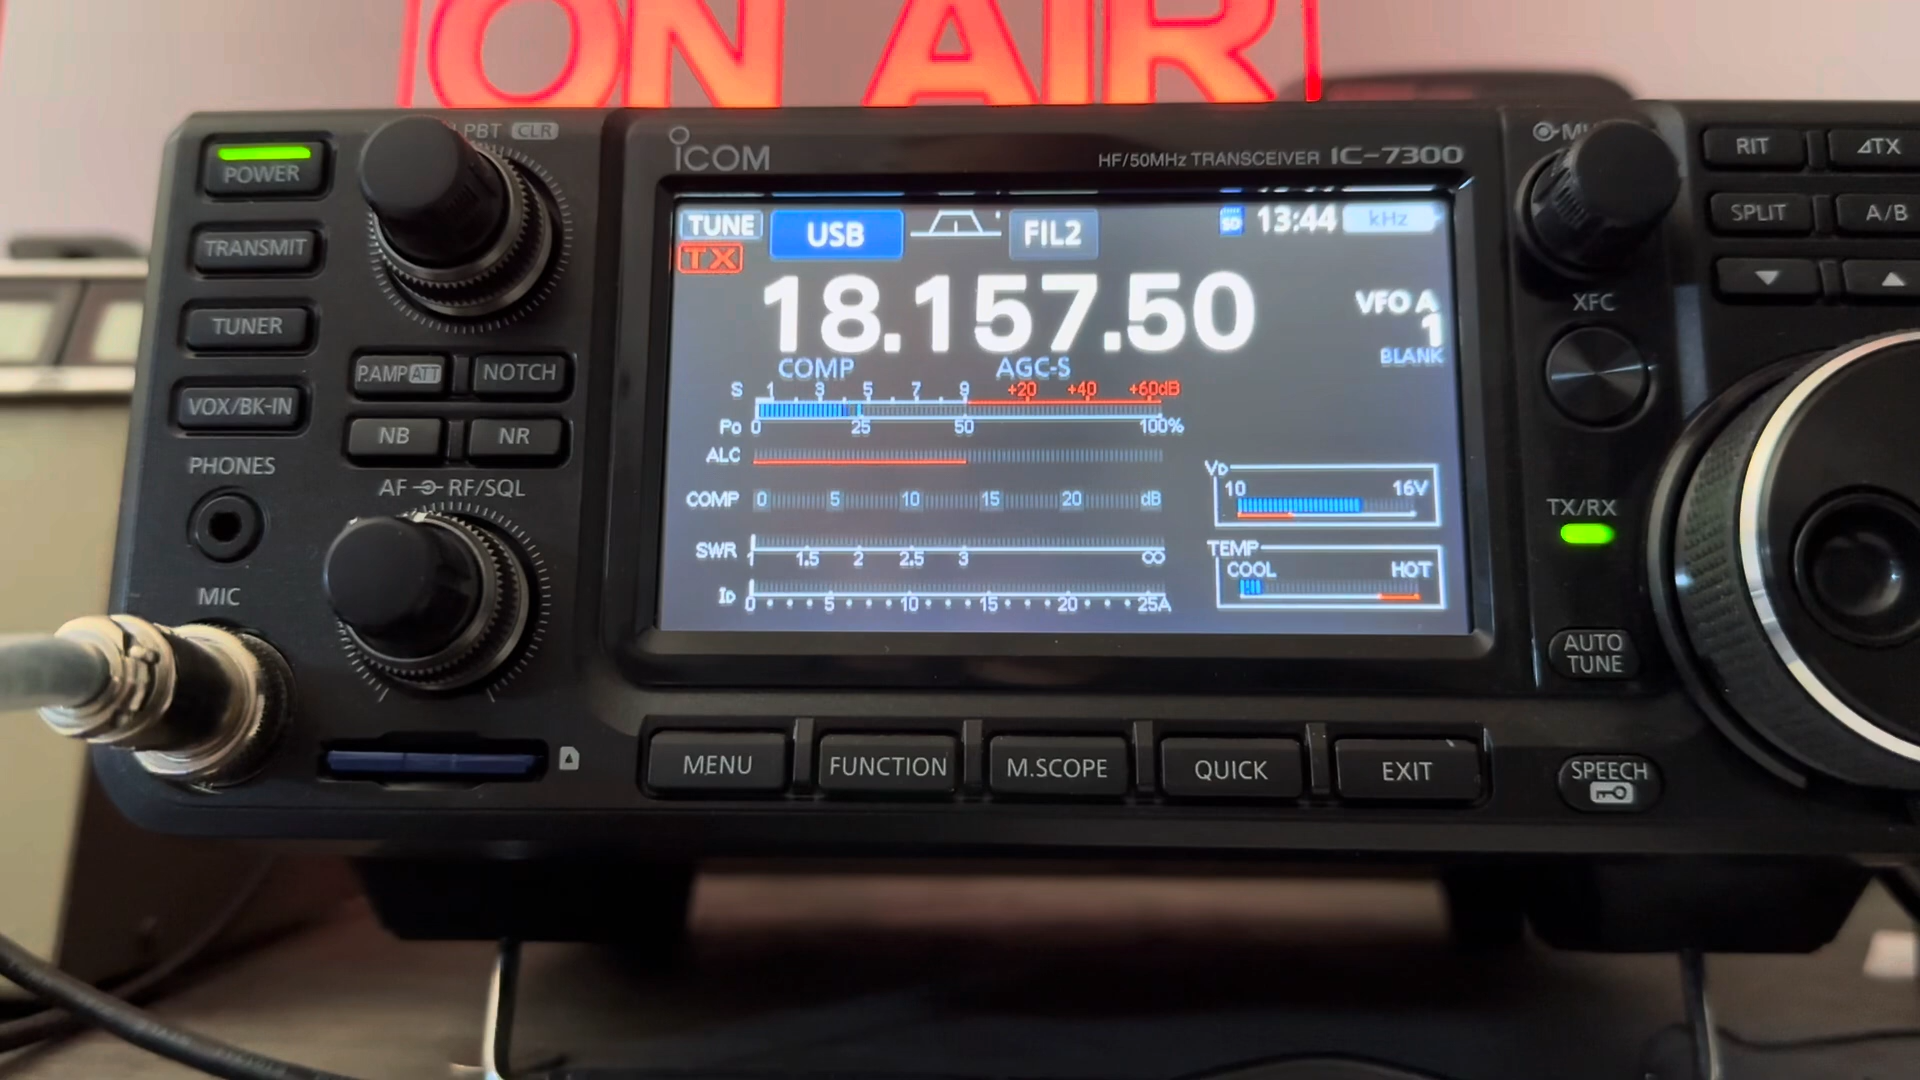 ON AIR
PBT CLR
ICOM
HF/50MHz TRANSCEIVER IC-7300
RIT
⊿TX
POWER
TUNE
USB
FIL2
SD
13:44
kHz
SPLIT
A/B
TRANSMIT
TX
18.157.50
VFO A
1
BLANK
▼
▲
XFC
TUNER
COMP
AGC-S
P.AMP ATT
NOTCH
S 1 3 5 7 9 +20 +40 +60dB
VOX/BK-IN
NB
NR
Po 0 25 50 100%
PHONES
ALC
AF RF/SQL
COMP 0 5 10 15 20 dB
VD
10 16V
TX/RX
SWR 1 1.5 2 2.5 3 ∞
TEMP
COOL HOT
MIC
ID 0 5 10 15 20 25A
AUTO
TUNE
MENU
FUNCTION
M.SCOPE
QUICK
EXIT
SPEECH